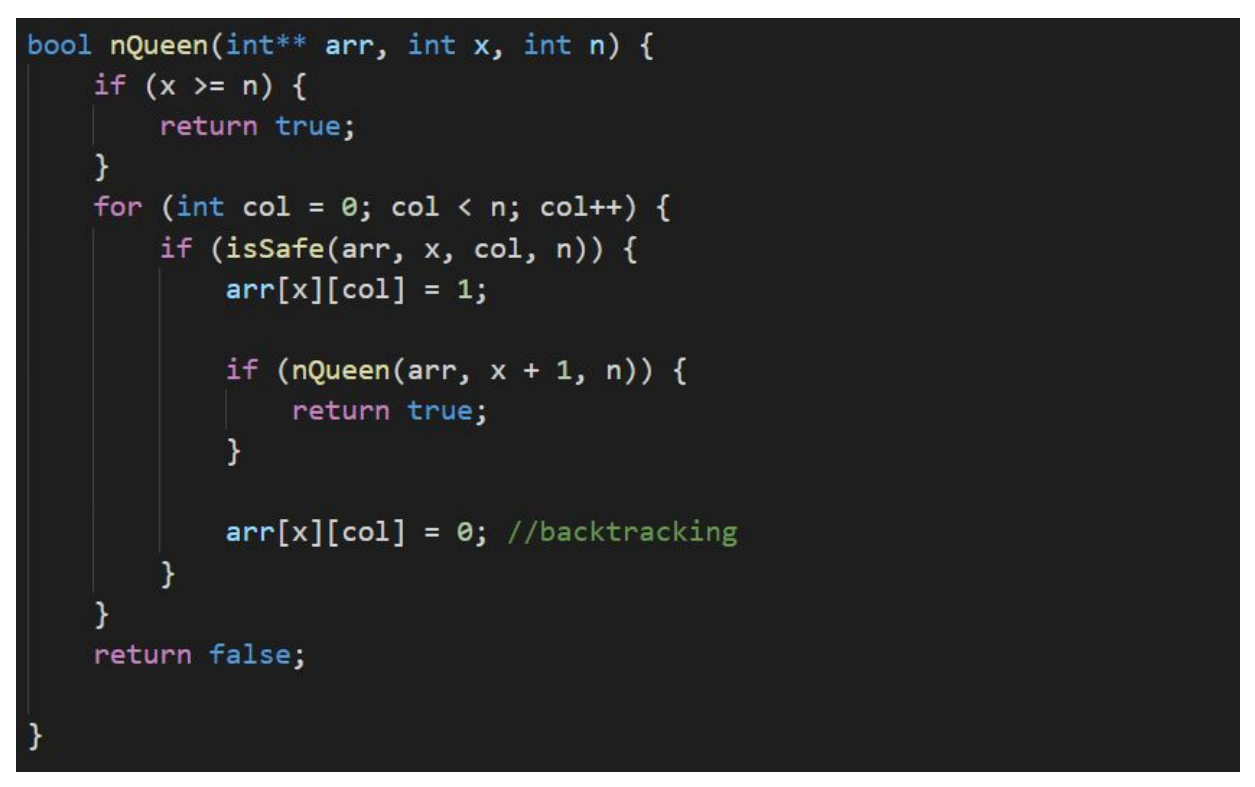 bool nQueen(int** arr, int x, int n) {
    if (x >= n) {
        return true;
    }
    for (int col = 0; col < n; col++) {
        if (isSafe(arr, x, col, n)) {
            arr[x][col] = 1;

            if (nQueen(arr, x + 1, n)) {
                return true;
            }

            arr[x][col] = 0; //backtracking
        }
    }
    return false;

}